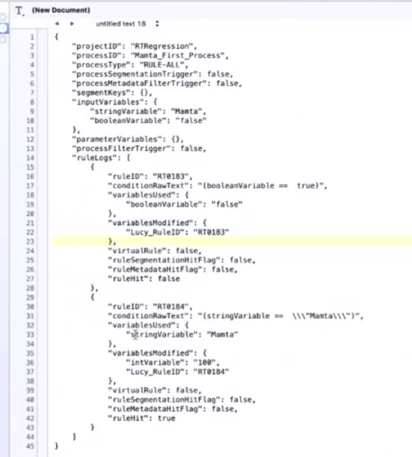 (New Document)
untitled text 18
1 {
2 "projectID": "RTRegression",
3 "processID": "Mamta_First_Process",
4 "processType": "RULE-ALL",
5 "processSegmentationTrigger": false,
6 "processMetadataFilterTrigger": false,
7 "segmentKeys": {},
8 "inputVariables": {
9 "stringVariable": "Mamta",
10 "booleanVariable": "false"
11 },
12 "parameterVariables": {},
13 "processFilterTrigger": false,
14 "ruleLogs": [
15 {
16 "ruleID": "RT0183",
17 "conditionRawText": "(booleanVariable == true)",
18 "variablesUsed": {
19 "booleanVariable": "false"
20 },
21 "variablesModified": {
22 "Lucy_RuleID": "RT0183"
23 },
24 "virtualRule": false,
25 "ruleSegmentationHitFlag": false,
26 "ruleMetadataHitFlag": false,
27 "ruleHit": false
28 },
29 {
30 "ruleID": "RT0184",
31 "conditionRawText": "(stringVariable == \\\"Mamta\\\")",
32 "variablesUsed": {
33 "stringVariable": "Mamta"
34 },
35 "variablesModified": {
36 "intVariable": "100",
37 "Lucy_RuleID": "RT0184"
38 },
39 "virtualRule": false,
40 "ruleSegmentationHitFlag": false,
41 "ruleMetadataHitFlag": false,
42 "ruleHit": true
43 }
44 ]
45 }